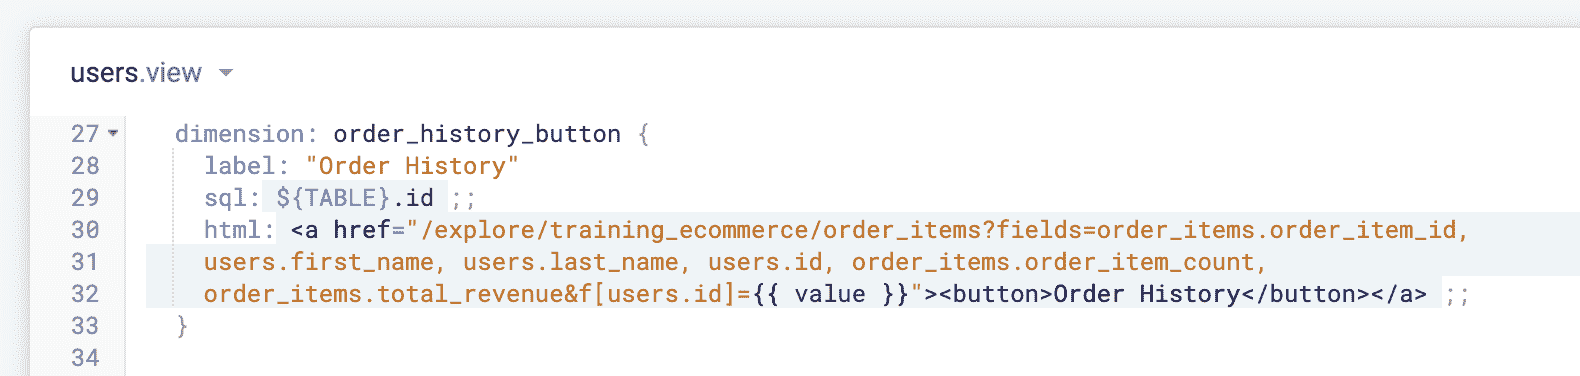 users.view
27 dimension: order_history_button {
28 label: "Order History"
29 sql: ${TABLE}.id ;;
30 html: <a href="/explore/training_ecommerce/order_items?fields=order_items.order_item_id,
31 users.first_name, users.last_name, users.id, order_items.order_item_count,
32 order_items.total_revenue&f[users.id]={{ value }}"><button>Order History</button></a> ;;
33 }
34